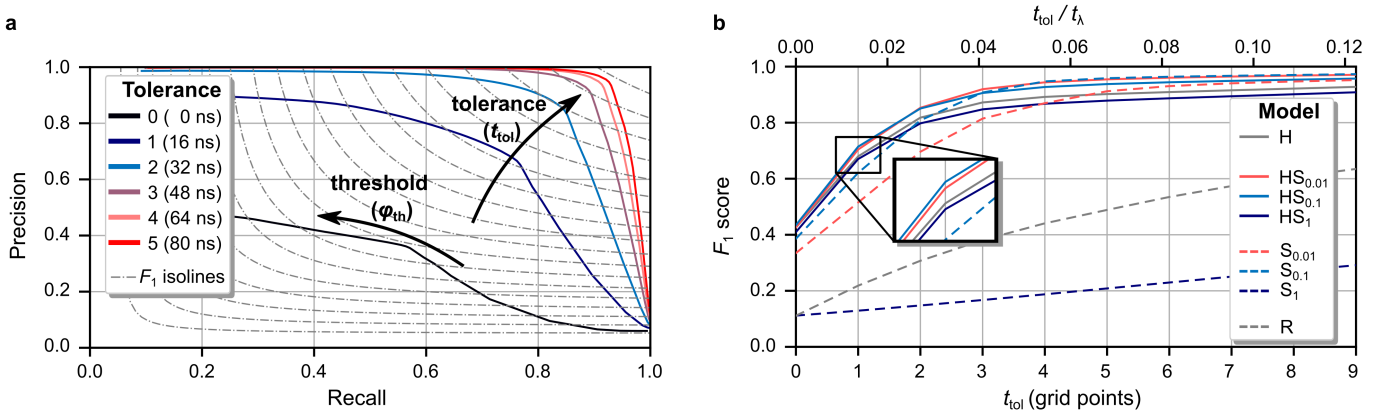 a
Precision
1.0
0.8
0.6
0.4
0.2
0.0
Tolerance
0 (  0 ns)
1 (16 ns)
2 (32 ns)
3 (48 ns)
4 (64 ns)
5 (80 ns)
F₁ isolines
tolerance
(t_tol)
threshold
(φ_th)
0.0 0.2 0.4 0.6 0.8 1.0
Recall
b
t_tol / t_λ
0.00 0.02 0.04 0.06 0.08 0.10 0.12
F₁ score
1.0
0.8
0.6
0.4
0.2
0.0
Model
H
HS₀.₀₁
HS₀.₁
HS₁
S₀.₀₁
S₀.₁
S₁
R
0 1 2 3 4 5 6 7 8 9
t_tol (grid points)